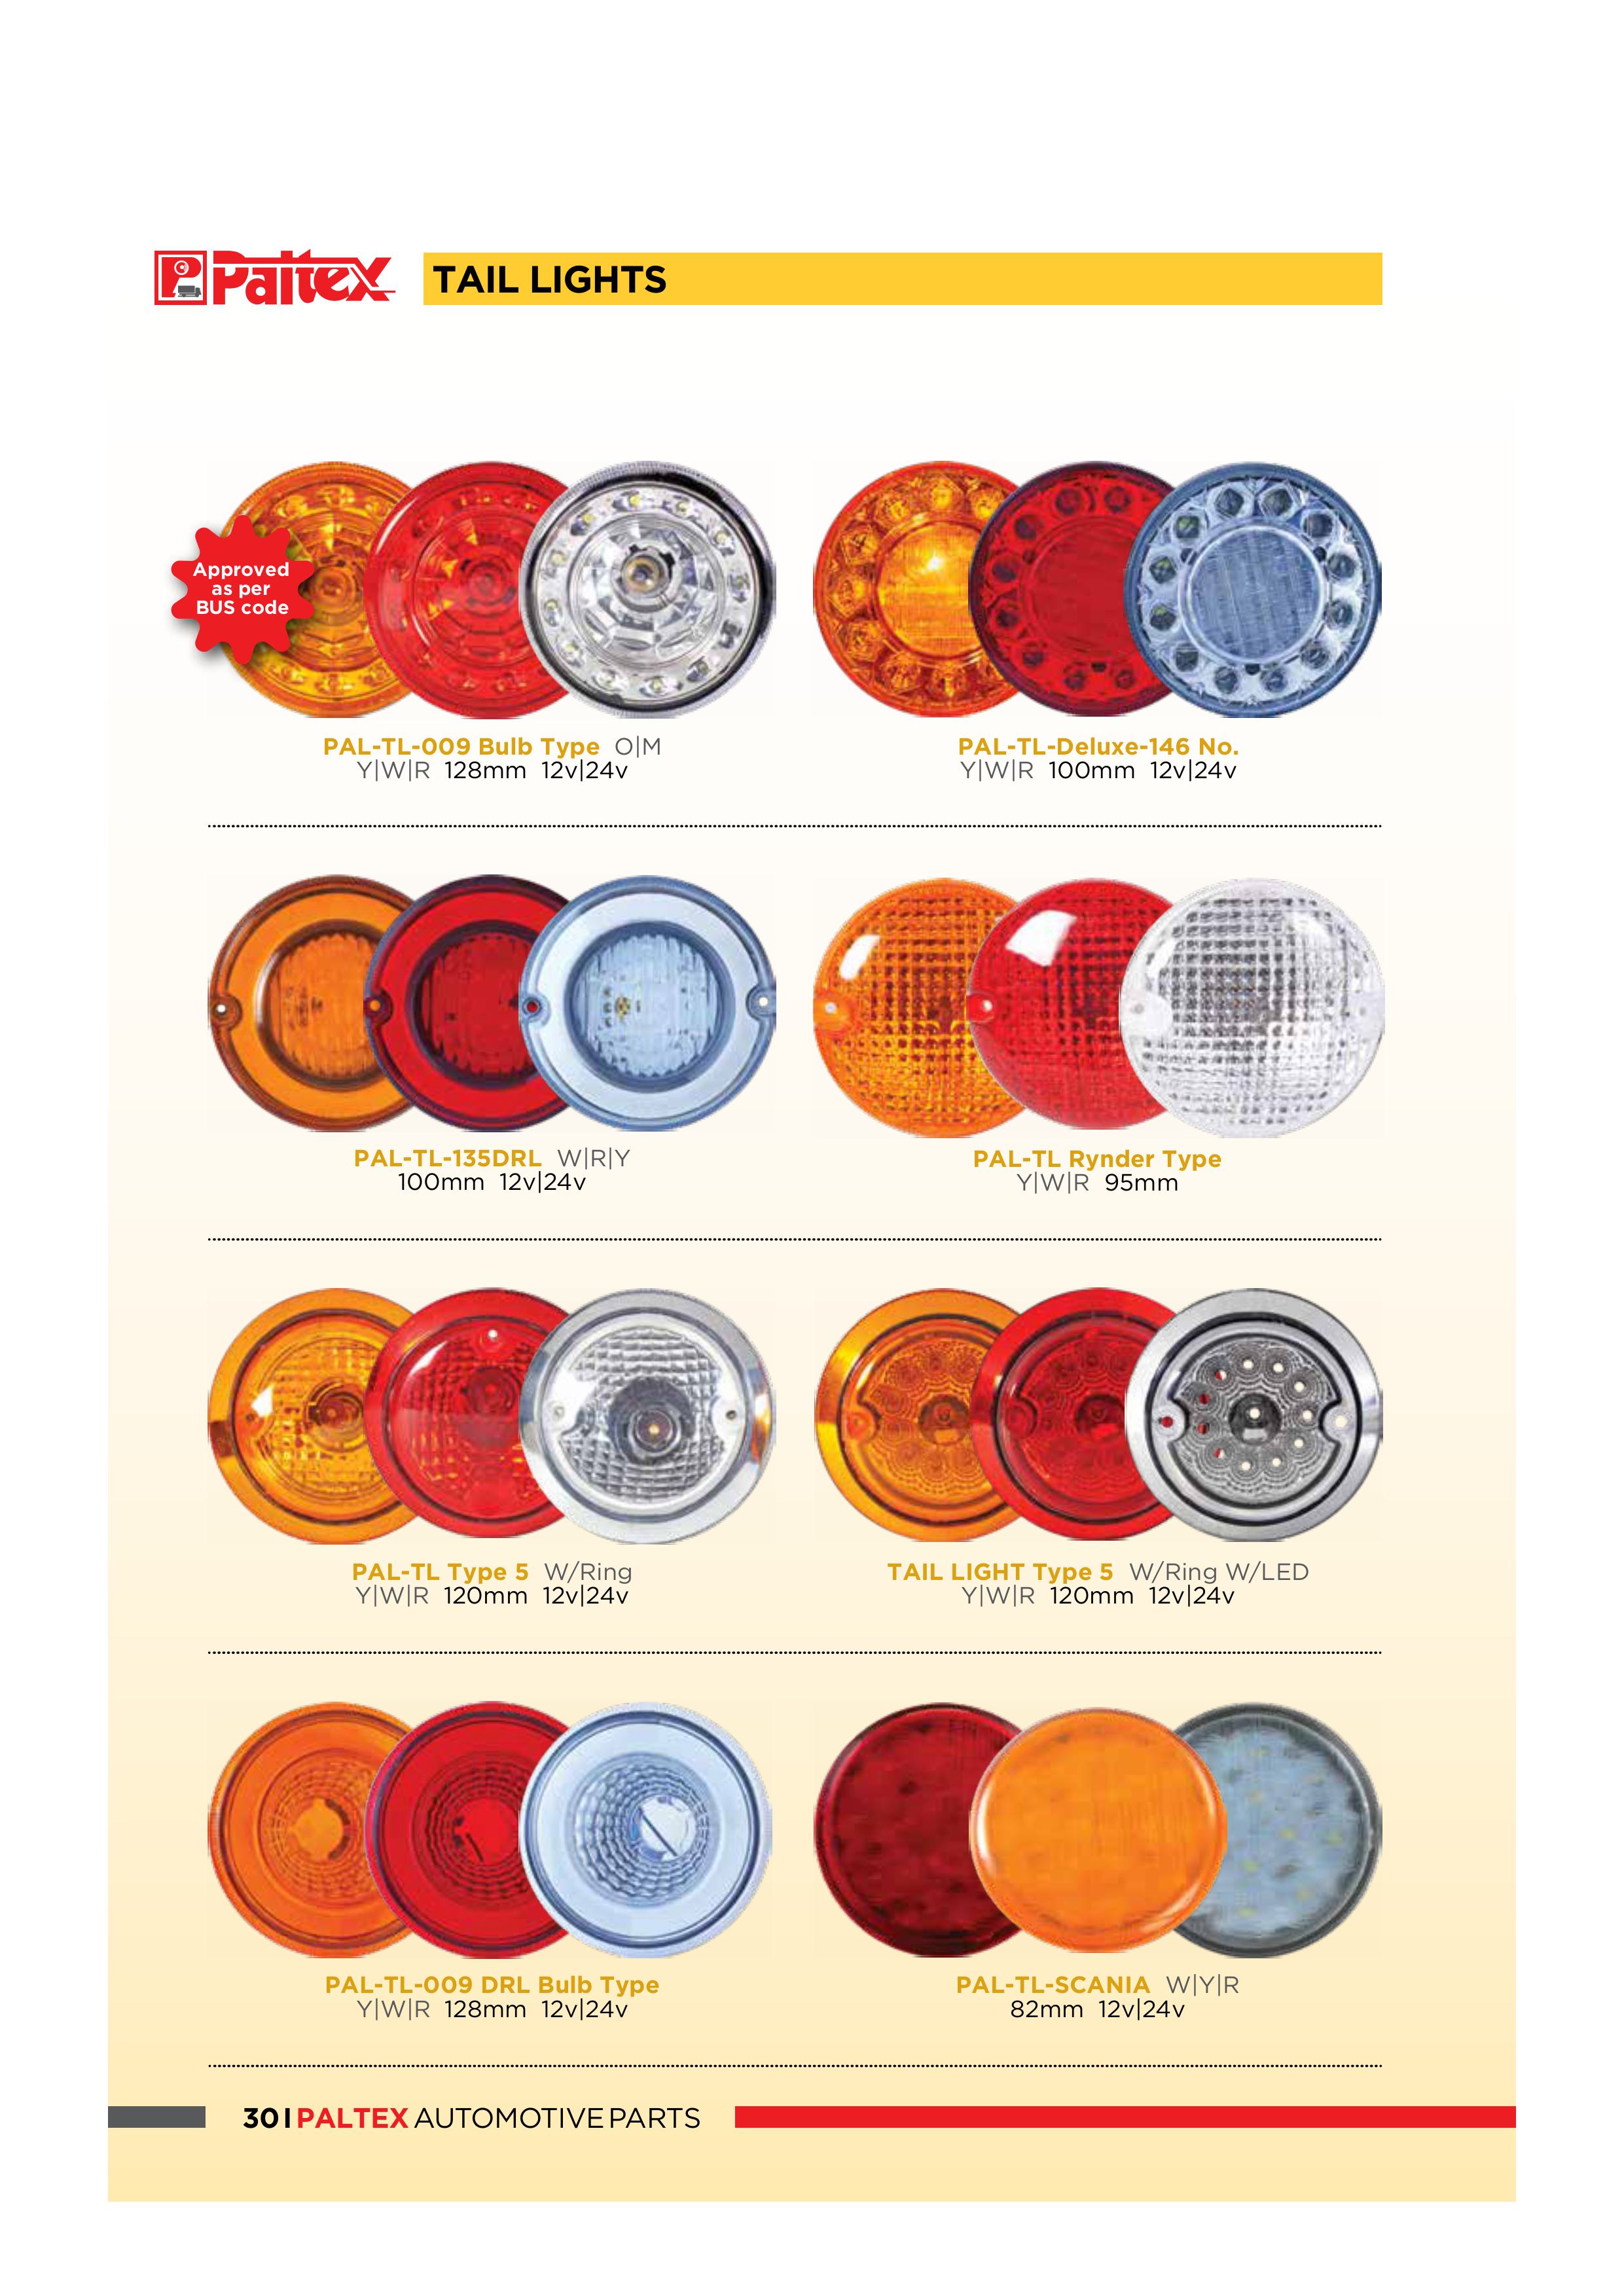 Paltex
TAIL LIGHTS
Approved
as per
BUS code
PAL-TL-009 Bulb Type O|M
Y|W|R 128mm 12v|24v
PAL-TL-Deluxe-146 No.
Y|W|R 100mm 12v|24v
PAL-TL-135DRL W|R|Y
100mm 12v|24v
PAL-TL Rynder Type
Y|W|R 95mm
PAL-TL Type 5 W/Ring
Y|W|R 120mm 12v|24v
TAIL LIGHT Type 5 W/Ring W/LED
Y|W|R 120mm 12v|24v
PAL-TL-009 DRL Bulb Type
Y|W|R 128mm 12v|24v
PAL-TL-SCANIA W|Y|R
82mm 12v|24v
30 | PALTEX AUTOMOTIVE PARTS